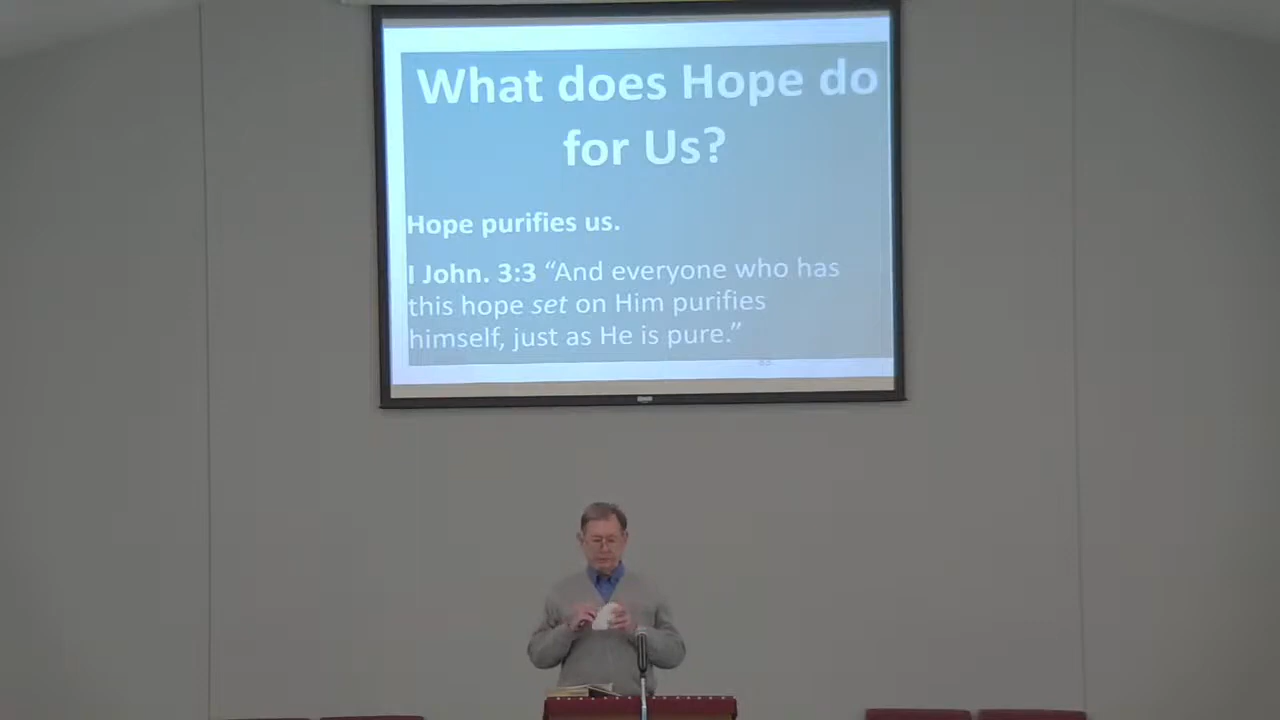 What does Hope do
for Us?
Hope purifies us.
I John. 3:3 “And everyone who has
this hope set on Him purifies
himself, just as He is pure.”